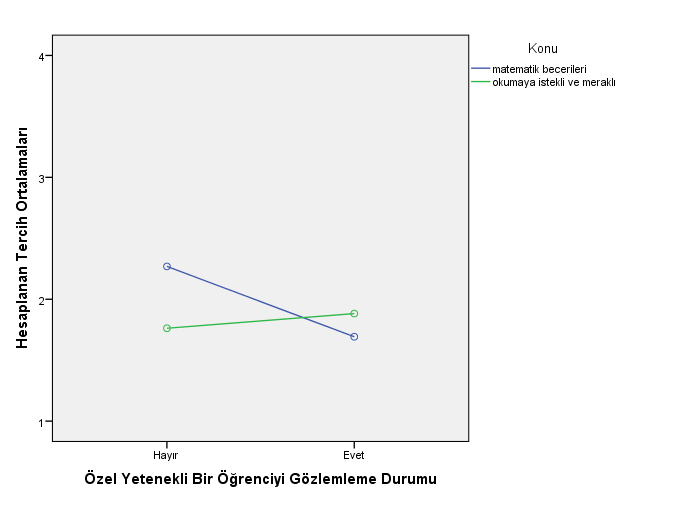 Konu
matematik becerileri
okumaya istekli ve meraklı
Hesaplanan Tercih Ortalamaları
4
3
2
1
Hayır
Evet
Özel Yetenekli Bir Öğrenciyi Gözlemleme Durumu